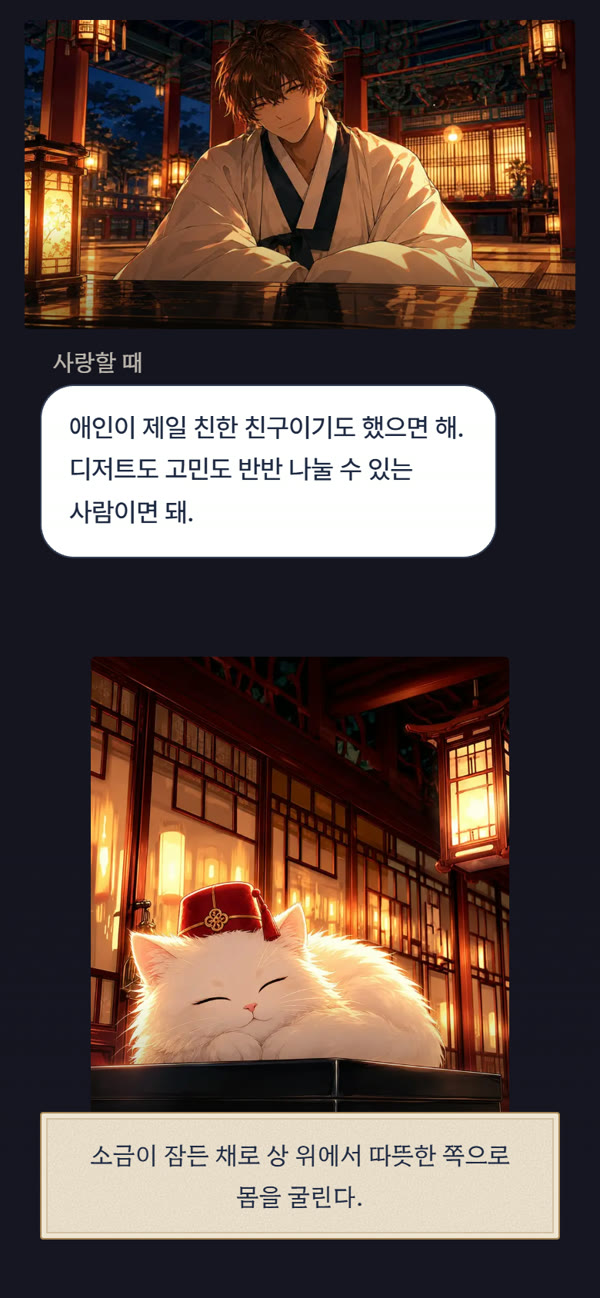 사랑할 때
애인이 제일 친한 친구이기도 했으면 해.
디저트도 고민도 반반 나눌 수 있는
사람이면 돼.
소금이 잠든 채로 상 위에서 따뜻한 쪽으로
몸을 굴린다.